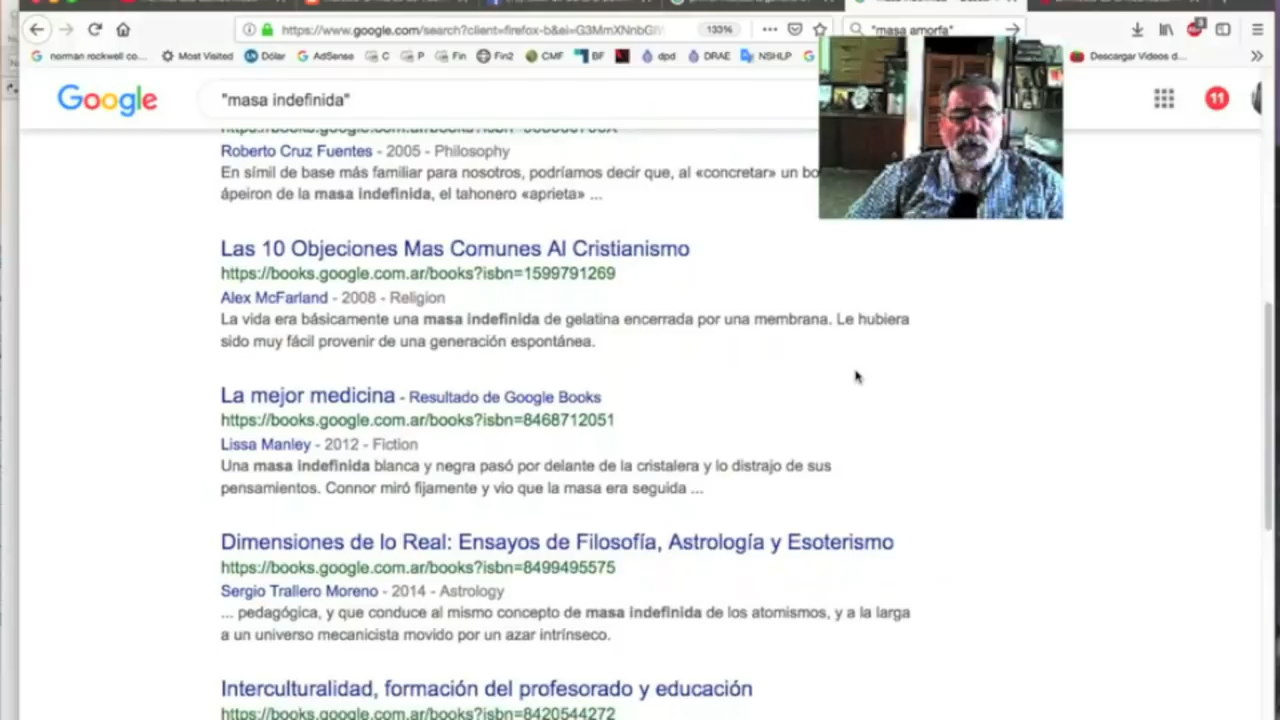 https://www.google.com/search?client=firefox-b&ei=G3MmXNnbG
133%
"masa amorfa"
norman rockwell co...
Most Visited
Dólar
AdSense
C
P
Fin
Fin2
CMF
BF
dpd
DRAE
NSHLP
Descargar Videos d...
Google
"masa indefinida"
11
Roberto Cruz Fuentes - 2005 - Philosophy
En símil de base más familiar para nosotros, podríamos decir que, al «concretar» un bo
ápeiron de la masa indefinida, el tahonero «aprieta» ...
Las 10 Objeciones Mas Comunes Al Cristianismo
https://books.google.com.ar/books?isbn=1599791269
Alex McFarland - 2008 - Religion
La vida era básicamente una masa indefinida de gelatina encerrada por una membrana. Le hubiera
sido muy fácil provenir de una generación espontánea.
La mejor medicina - Resultado de Google Books
https://books.google.com.ar/books?isbn=8468712051
Lissa Manley - 2012 - Fiction
Una masa indefinida blanca y negra pasó por delante de la cristalera y lo distrajo de sus
pensamientos. Connor miró fijamente y vio que la masa era seguida ...
Dimensiones de lo Real: Ensayos de Filosofía, Astrología y Esoterismo
https://books.google.com.ar/books?isbn=8499495575
Sergio Trallero Moreno - 2014 - Astrology
... pedagógica, y que conduce al mismo concepto de masa indefinida de los atomismos, y a la larga
a un universo mecanicista movido por un azar intrínseco.
Interculturalidad, formación del profesorado y educación
https://books.google.com.ar/books?isbn=8420544272